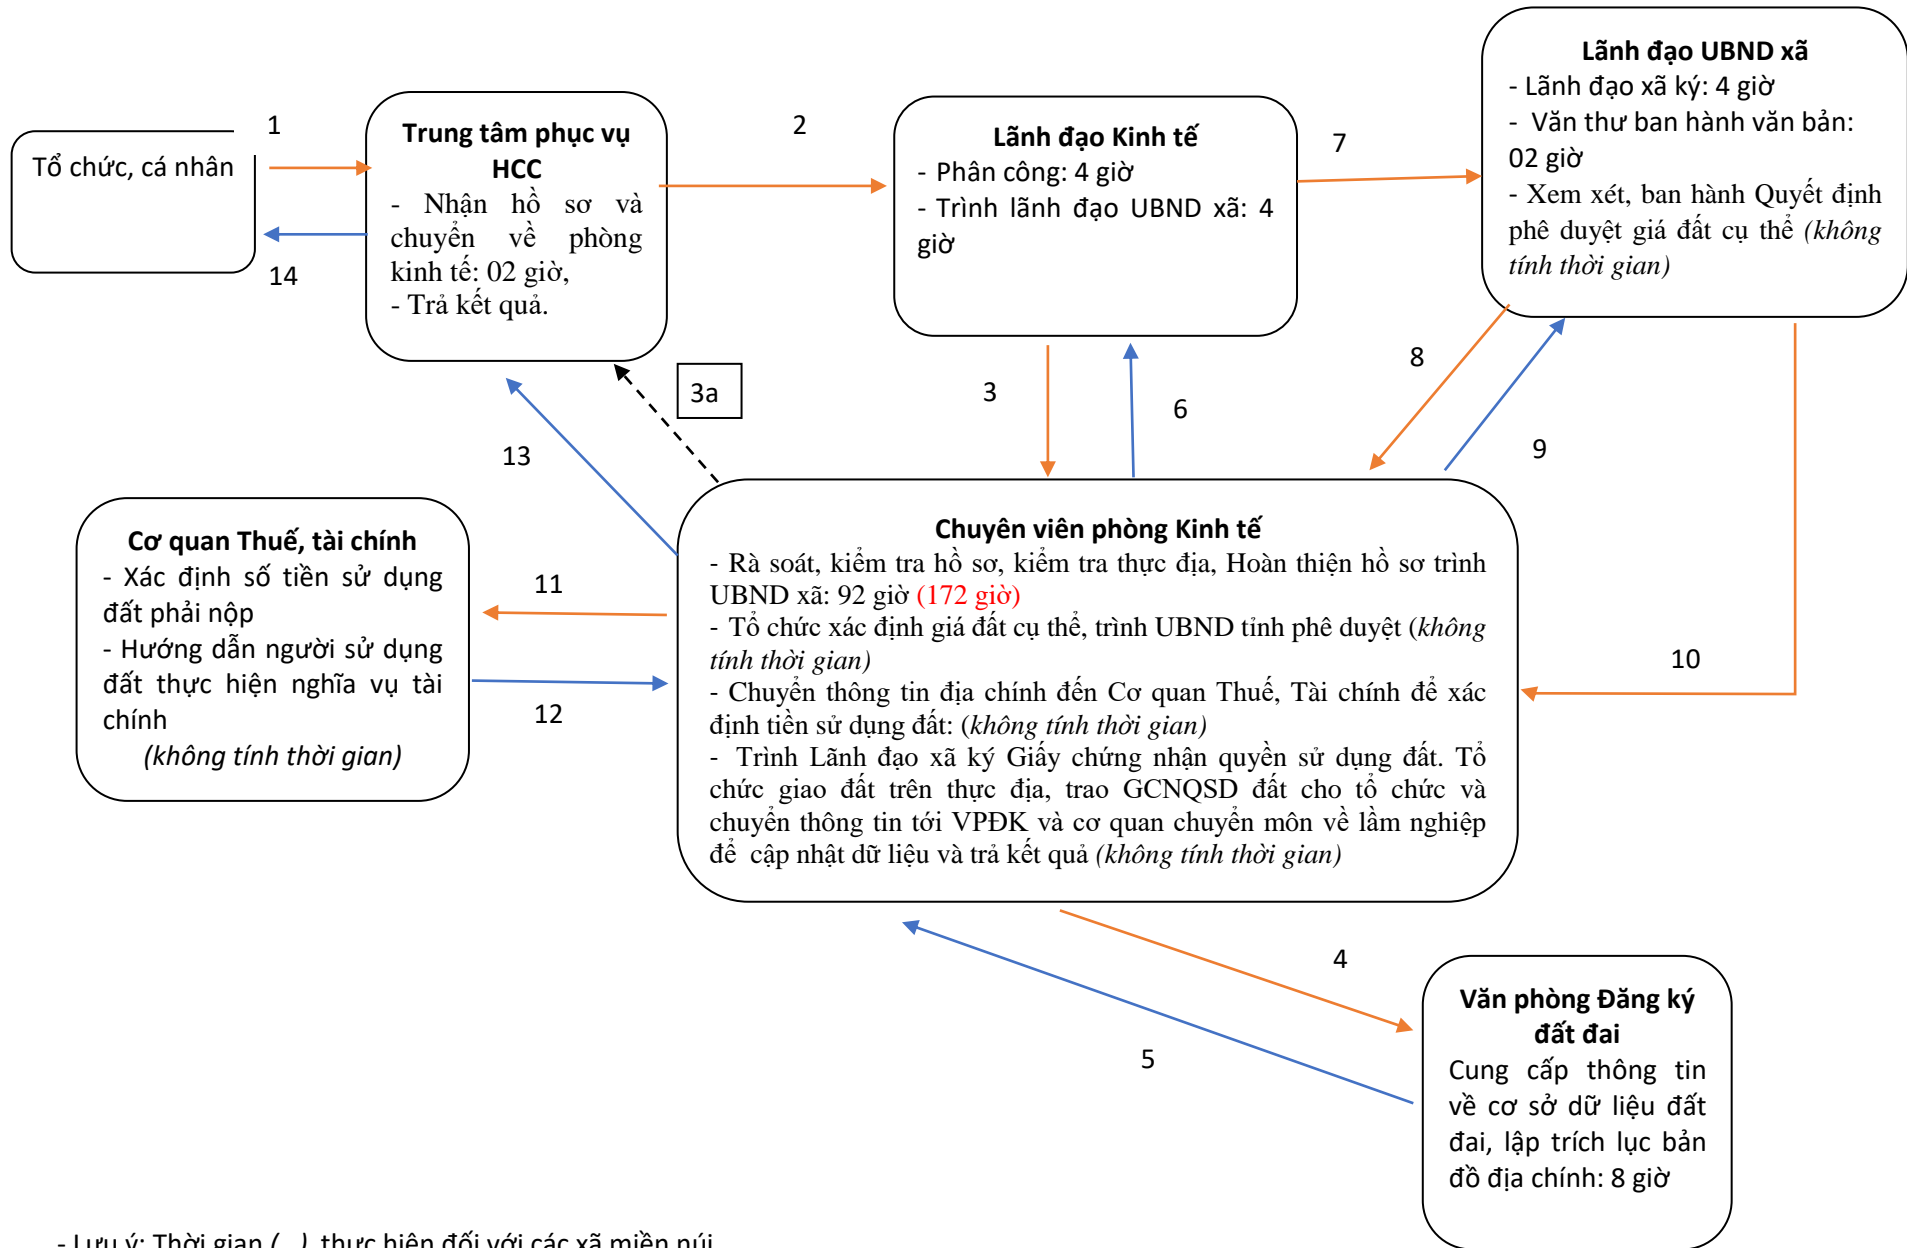 Tổ chức, cá nhân
1
14
Trung tâm phục vụ
HCC
- Nhận hồ sơ và
chuyển về phòng
kinh tế: 02 giờ,
- Trả kết quả.
2
Lãnh đạo Kinh tế
- Phân công: 4 giờ
- Trình lãnh đạo UBND xã: 4
giờ
7
Lãnh đạo UBND xã
- Lãnh đạo xã ký: 4 giờ
- Văn thư ban hành văn bản:
02 giờ
- Xem xét, ban hành Quyết định
phê duyệt giá đất cụ thể (không
tính thời gian)
3a
3
6
8
9
13
10
Cơ quan Thuế, tài chính
- Xác định số tiền sử dụng
đất phải nộp
- Hướng dẫn người sử dụng
đất thực hiện nghĩa vụ tài
chính
(không tính thời gian)
11
12
Chuyên viên phòng Kinh tế
- Rà soát, kiểm tra hồ sơ, kiểm tra thực địa, Hoàn thiện hồ sơ trình
UBND xã: 92 giờ (172 giờ)
- Tổ chức xác định giá đất cụ thể, trình UBND tỉnh phê duyệt (không
tính thời gian)
- Chuyển thông tin địa chính đến Cơ quan Thuế, Tài chính để xác
định tiền sử dụng đất: (không tính thời gian)
- Trình Lãnh đạo xã ký Giấy chứng nhận quyền sử dụng đất. Tổ
chức giao đất trên thực địa, trao GCNQSD đất cho tổ chức và
chuyển thông tin tới VPĐK và cơ quan chuyển môn về lầm nghiệp
để cập nhật dữ liệu và trả kết quả (không tính thời gian)
4
5
Văn phòng Đăng ký
đất đai
Cung cấp thông tin
về cơ sở dữ liệu đất
đai, lập trích lục bản
đồ địa chính: 8 giờ
- Lưu ý: Thời gian (...) thực hiện đối với các xã miền núi